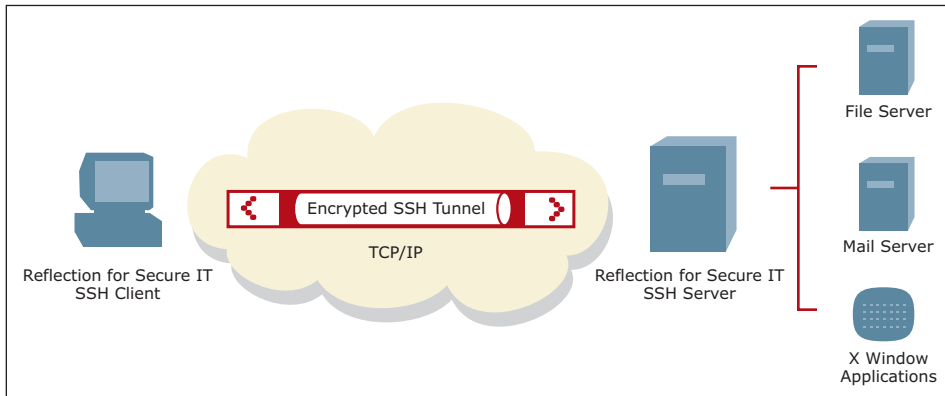 File Server
Encrypted SSH Tunnel
TCP/IP
Mail Server
Reflection for Secure IT
SSH Client
Reflection for Secure IT
SSH Server
X Window
Applications